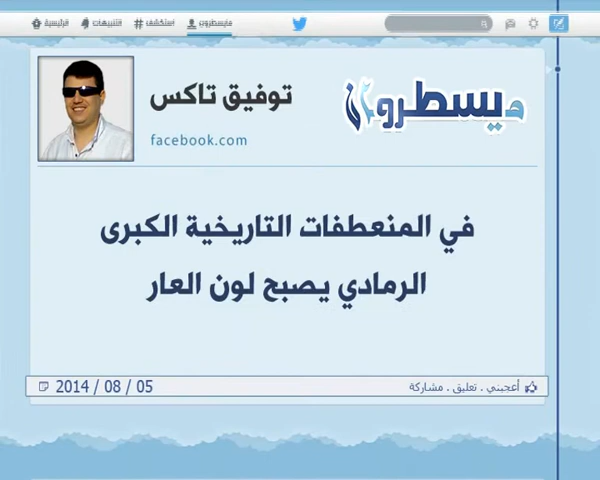 الرئيسية
التنبيهات
استكشف
مايسطرون
توفيق تاكس
مايسطرون
facebook.com
في المنعطفات التاريخية الكبرى
الرمادي يصبح لون العار
أعجبني . تعليق . مشاركة
2014 / 08 / 05